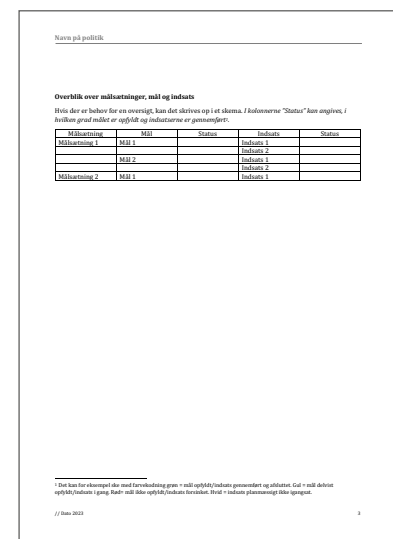 Navn på politik
Overblik over målsætninger, mål og indsats
Hvis der er behov for en oversigt, kan det skrives op i et skema. I kolonnerne "Status" kan angives, i
hvilken grad målet er opfyldt og indsatserne er gennemført¹.
Målsætning Mål Status Indsats Status
Målsætning 1 Mål 1 Indsats 1
Indsats 2
Mål 2 Indsats 1
Indsats 2
Målsætning 2 Mål 1 Indsats 1
¹ Det kan for eksempel ske med farvekodning grøn = mål opfyldt/indsats gennemført og afsluttet. Gul = mål delvist
opfyldt/indsats i gang. Rød= mål ikke opfyldt/indsats forsinket. Hvid = indsats planmæssigt ikke igangsat.
// Dato 2023 3